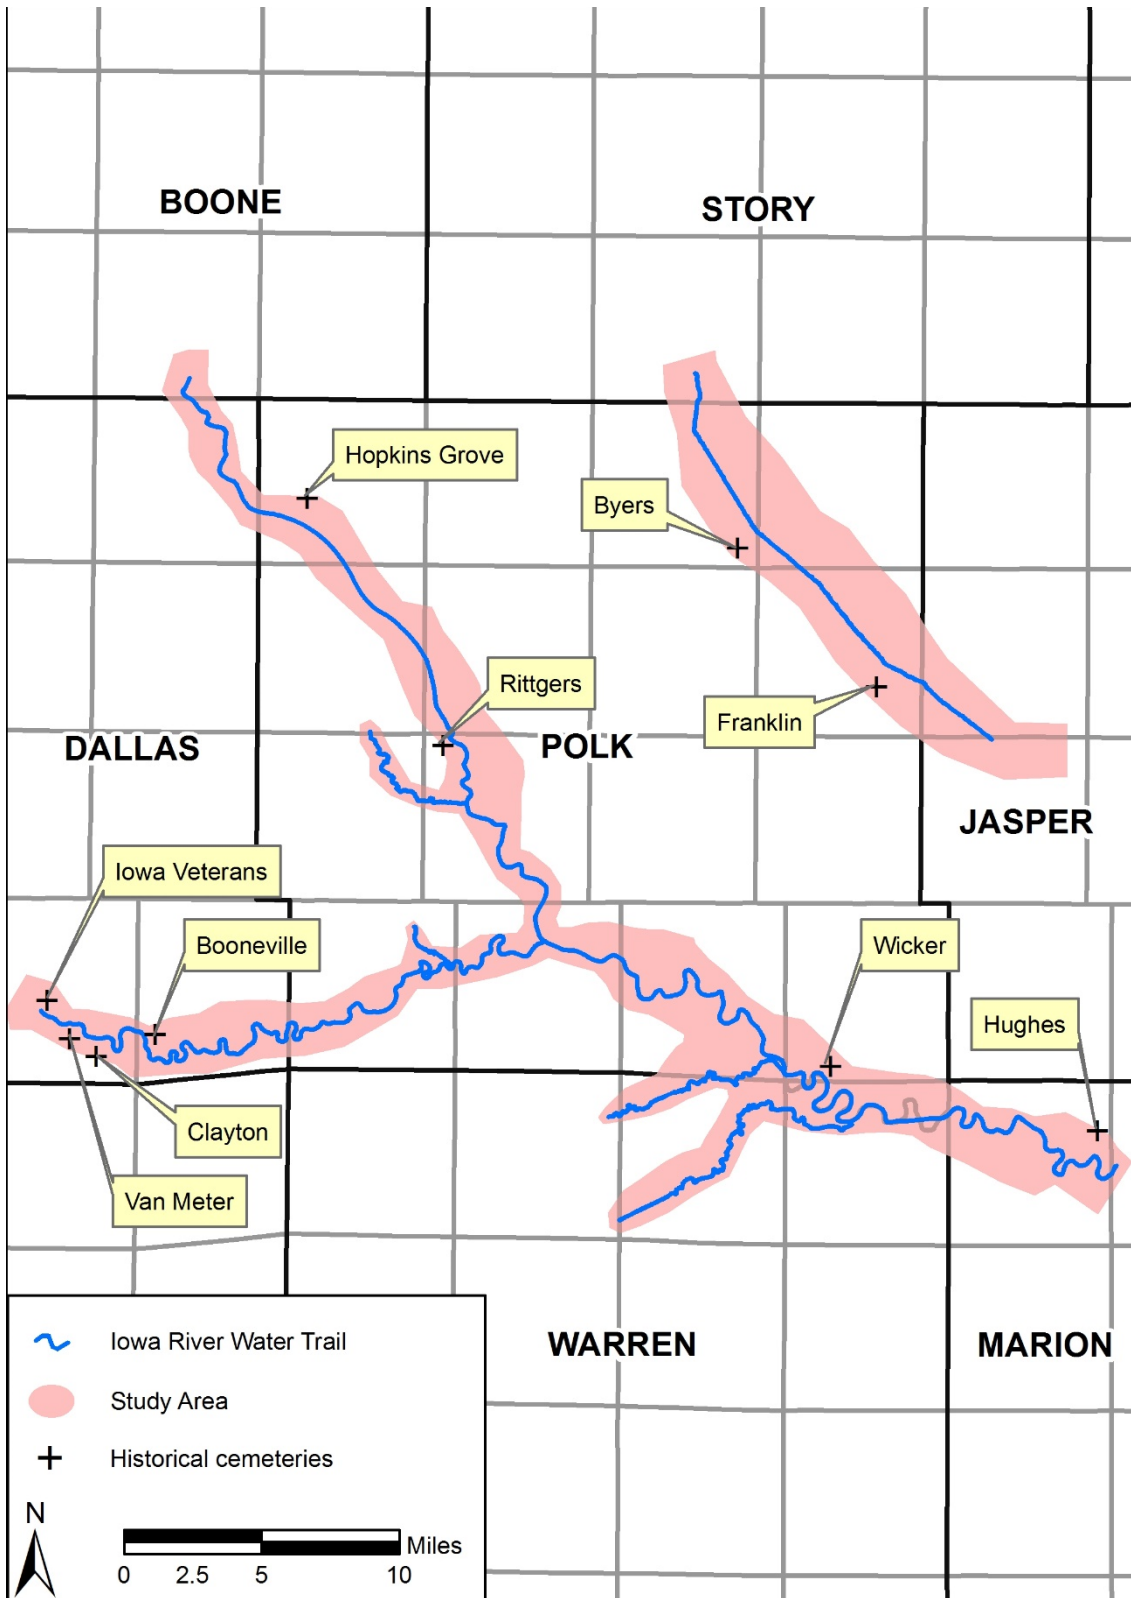 BOONE
STORY
Hopkins Grove
Byers
Rittgers
Franklin
DALLAS
POLK
JASPER
Iowa Veterans
Booneville
Wicker
Hughes
Clayton
Van Meter
WARREN
MARION
Iowa River Water Trail
Study Area
Historical cemeteries
N
Miles
0 2.5 5 10